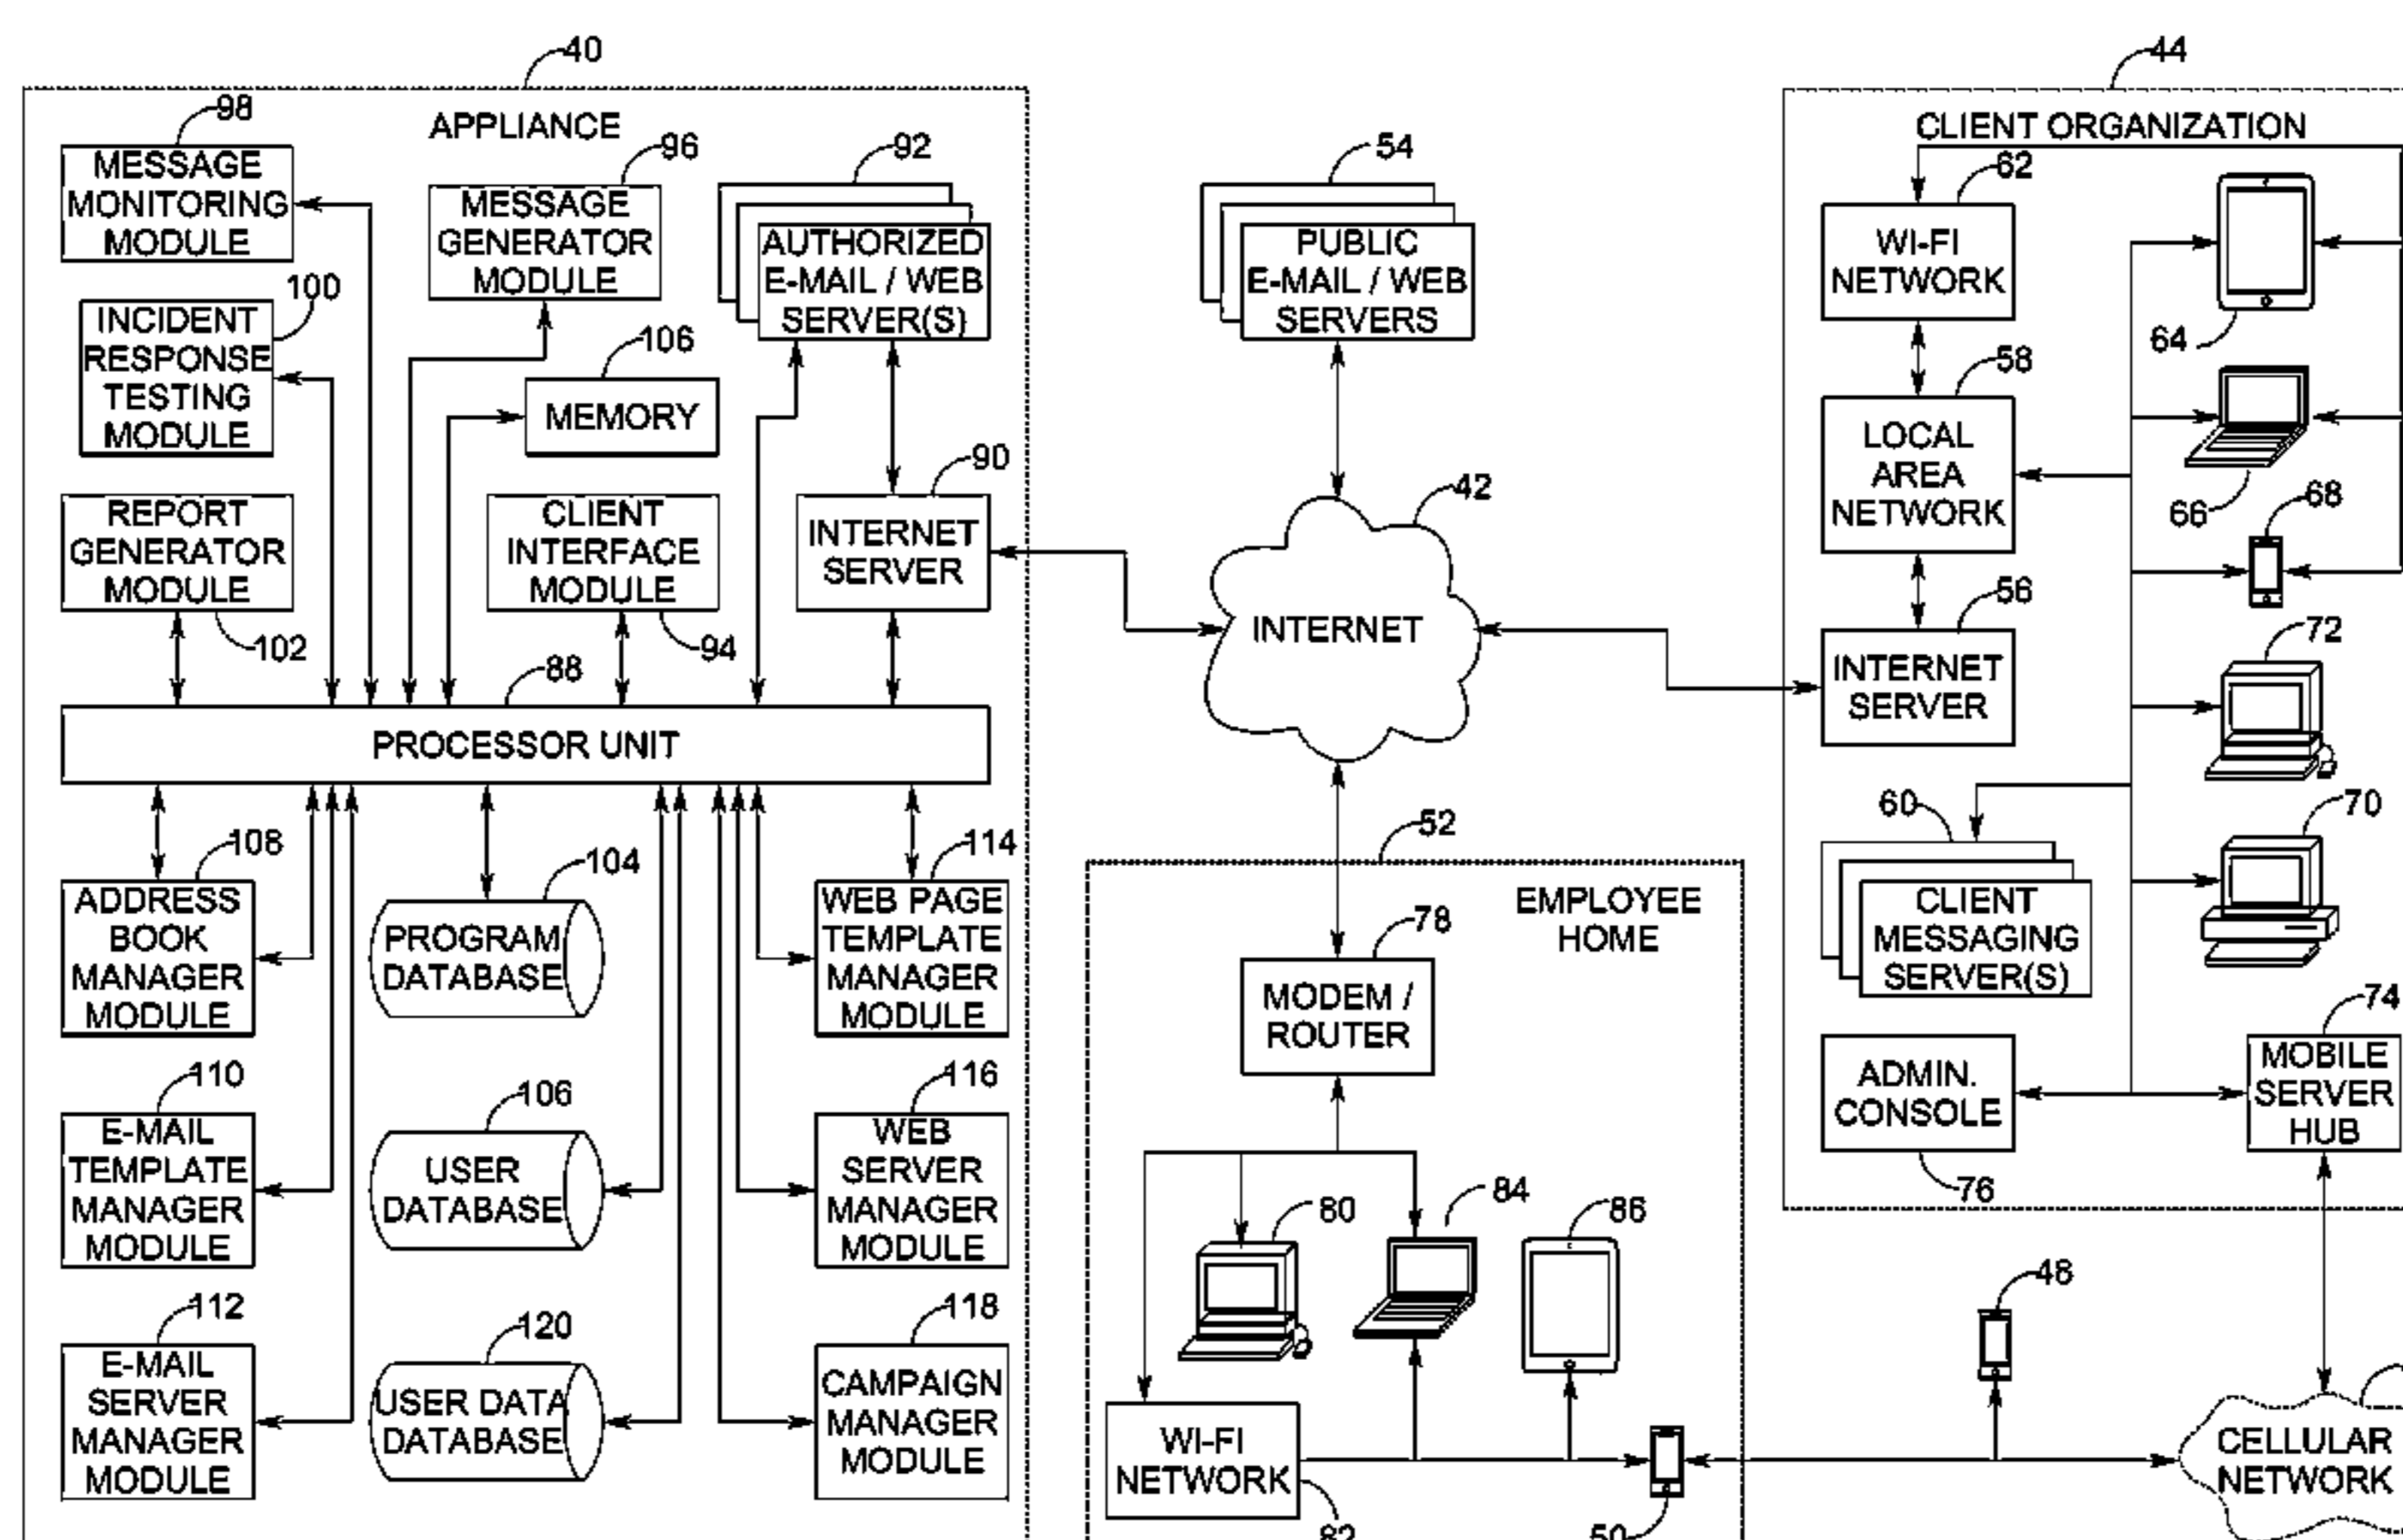 40
APPLIANCE
98
MESSAGE
MONITORING
MODULE
96
MESSAGE
GENERATOR
MODULE
92
AUTHORIZED
E-MAIL / WEB
SERVER(S)
100
INCIDENT
RESPONSE
TESTING
MODULE
106
MEMORY
90
INTERNET
SERVER
REPORT
GENERATOR
MODULE
102
CLIENT
INTERFACE
MODULE
94
88
PROCESSOR UNIT
108
ADDRESS
BOOK
MANAGER
MODULE
104
PROGRAM
DATABASE
114
WEB PAGE
TEMPLATE
MANAGER
MODULE
110
E-MAIL
TEMPLATE
MANAGER
MODULE
106
USER
DATABASE
116
WEB
SERVER
MANAGER
MODULE
112
E-MAIL
SERVER
MANAGER
MODULE
120
USER DATA
DATABASE
118
CAMPAIGN
MANAGER
MODULE
54
PUBLIC
E-MAIL / WEB
SERVERS
42
INTERNET
52
EMPLOYEE
HOME
78
MODEM /
ROUTER
80
84
86
WI-FI
NETWORK
82
50
44
CLIENT ORGANIZATION
62
WI-FI
NETWORK
64
58
LOCAL
AREA
NETWORK
66
68
56
INTERNET
SERVER
72
60
CLIENT
MESSAGING
SERVER(S)
70
74
MOBILE
SERVER
HUB
ADMIN.
CONSOLE
76
48
CELLULAR
NETWORK